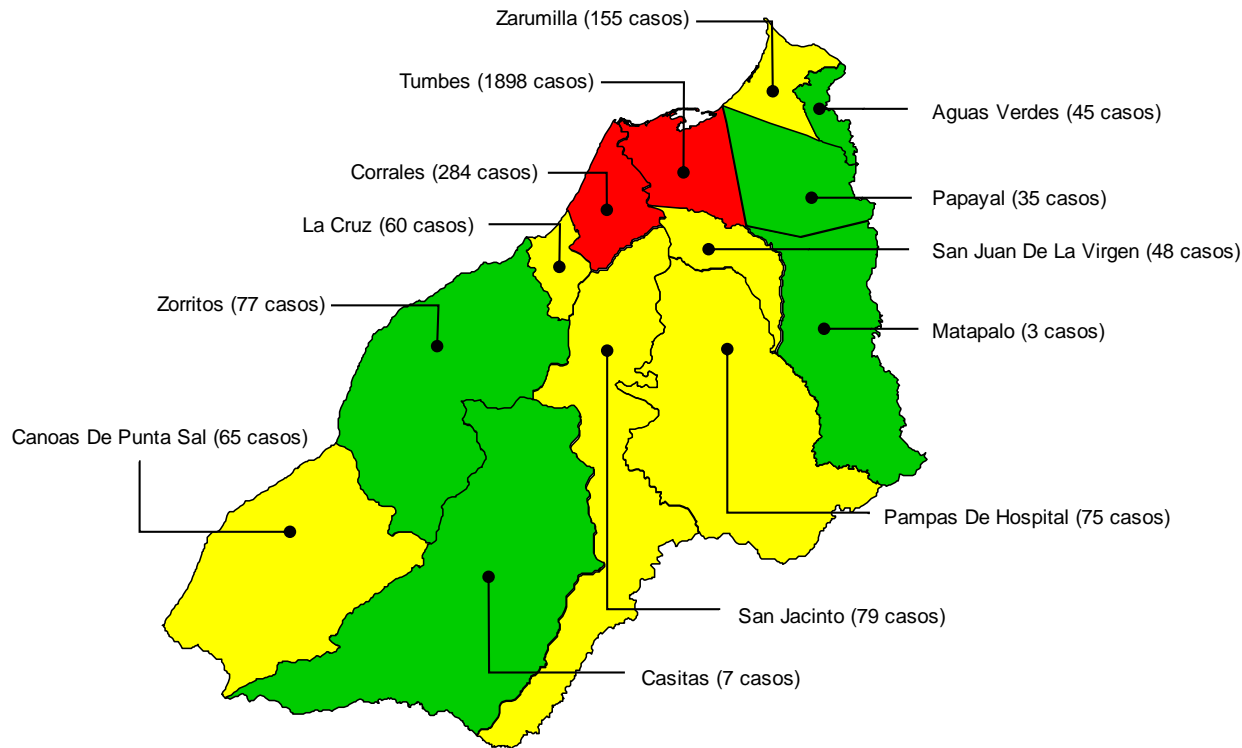 Zarumilla (155 casos)
Tumbes (1898 casos)
Aguas Verdes (45 casos)
Corrales (284 casos)
Papayal (35 casos)
La Cruz (60 casos)
San Juan De La Virgen (48 casos)
Zorritos (77 casos)
Matapalo (3 casos)
Canoas De Punta Sal (65 casos)
Pampas De Hospital (75 casos)
San Jacinto (79 casos)
Casitas (7 casos)